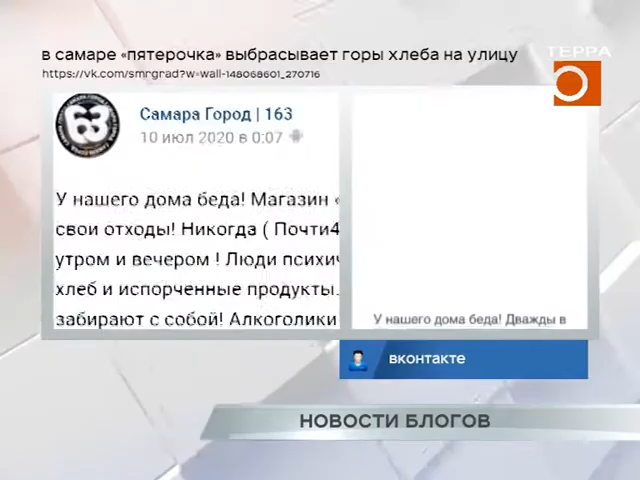 в самаре «пятерочка» выбрасывает горы хлеба на улицу
https://vk.com/smrgrad?w=wall-148068601_270716
ТЕРРА
63
Самара Город | 163
10 июл 2020 в 0:07
У нашего дома беда! Магазин «
свои отходы! Никогда ( Почти4
утром и вечером ! Люди психич
хлеб и испорченные продукты.
забирают с собой! Алкоголики
У нашего дома беда! Дважды в
вконтакте
НОВОСТИ БЛОГОВ